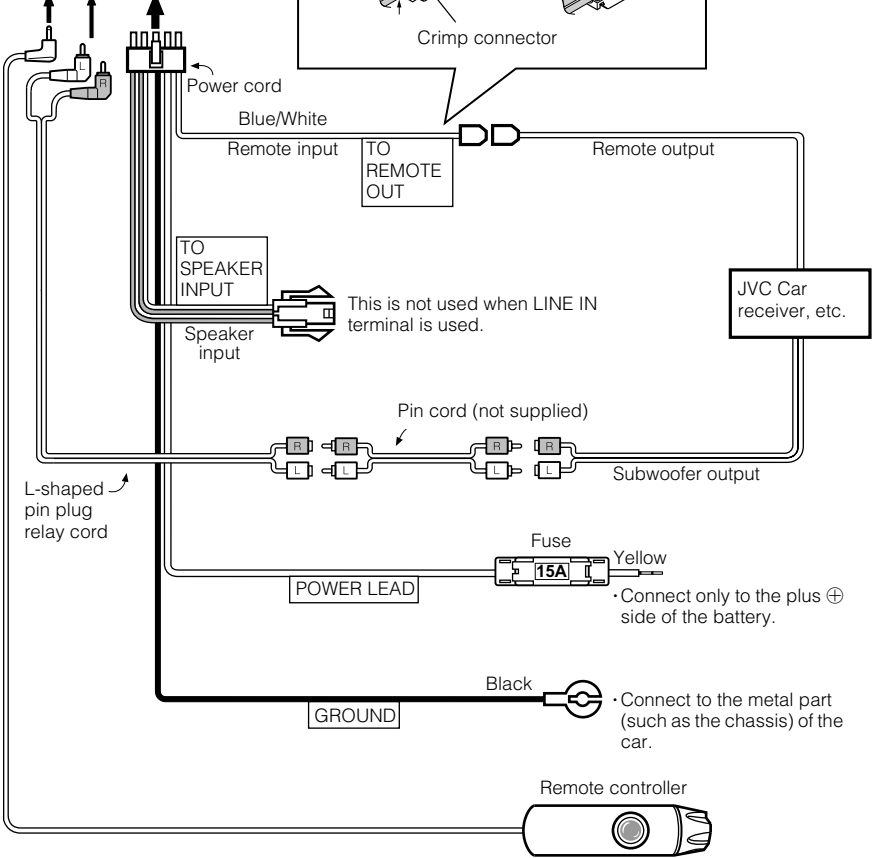 Crimp connector
L
R
Power cord
Blue/White
Remote input
TO
REMOTE
OUT
Remote output
TO
SPEAKER
INPUT
Speaker
input
This is not used when LINE IN
terminal is used.
JVC Car
receiver, etc.
Pin cord (not supplied)
R R R R
L L L L
Subwoofer output
L-shaped
pin plug
relay cord
Fuse
15A
Yellow
POWER LEAD
· Connect only to the plus ⊕
side of the battery.
Black
GROUND
· Connect to the metal part
(such as the chassis) of the
car.
Remote controller